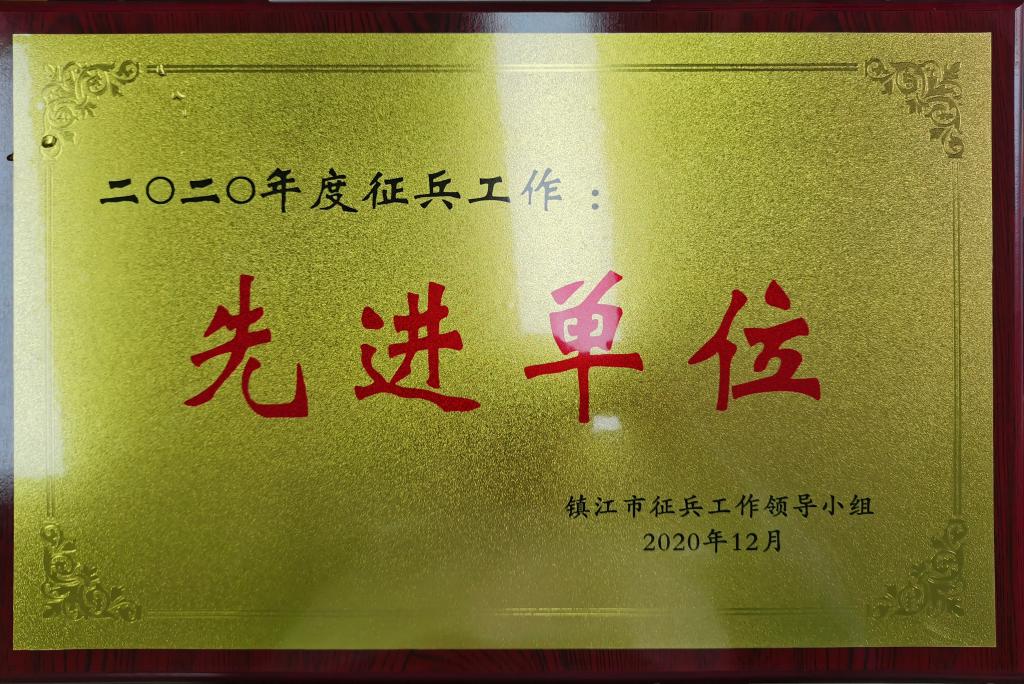 二〇二〇年度征兵工作：
先进单位
镇江市征兵工作领导小组
2020年12月